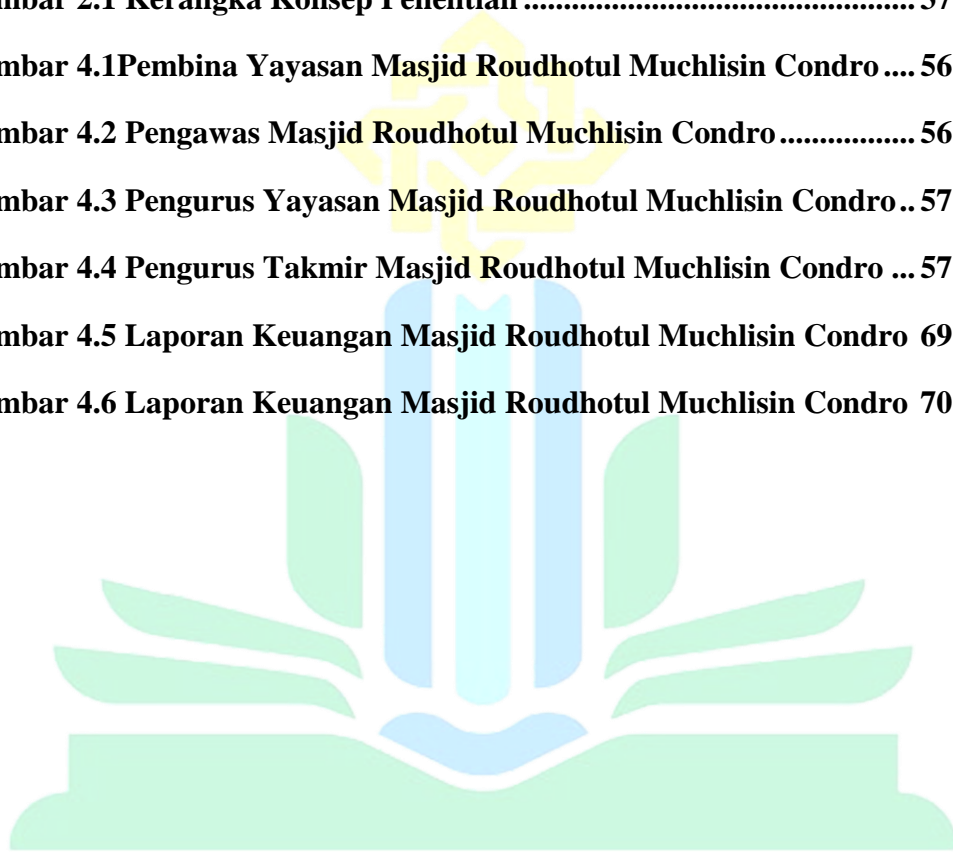 mbar 2.1 Kerangka Konsep Penelitian ................................................. 37
mbar 4.1Pembina Yayasan Masjid Roudhotul Muchlisin Condro .... 56
mbar 4.2 Pengawas Masjid Roudhotul Muchlisin Condro ................. 56
mbar 4.3 Pengurus Yayasan Masjid Roudhotul Muchlisin Condro .. 57
mbar 4.4 Pengurus Takmir Masjid Roudhotul Muchlisin Condro ... 57
mbar 4.5 Laporan Keuangan Masjid Roudhotul Muchlisin Condro 69
mbar 4.6 Laporan Keuangan Masjid Roudhotul Muchlisin Condro 70